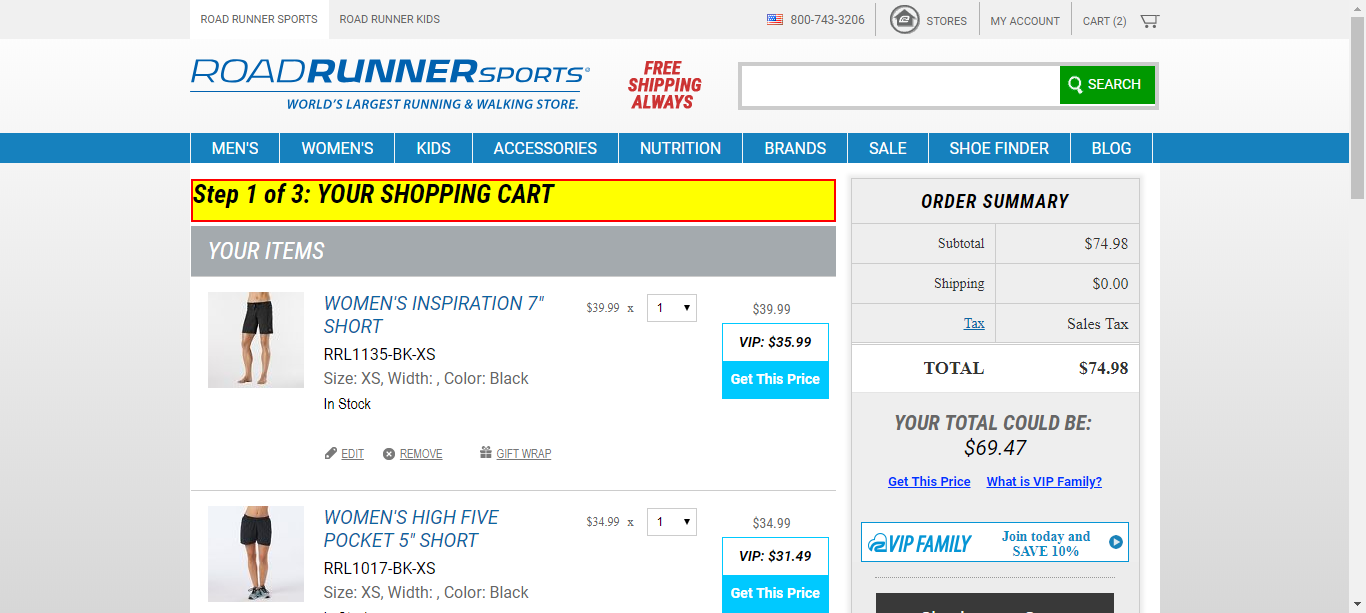 ROAD RUNNER SPORTS
ROAD RUNNER KIDS
800-743-3206
STORES
MY ACCOUNT
CART (2)
ROADRUNNERSPORTS
WORLD'S LARGEST RUNNING & WALKING STORE.
FREE
SHIPPING
ALWAYS
SEARCH
MEN'S
WOMEN'S
KIDS
ACCESSORIES
NUTRITION
BRANDS
SALE
SHOE FINDER
BLOG
Step 1 of 3: YOUR SHOPPING CART
YOUR ITEMS
WOMEN'S INSPIRATION 7"
SHORT
RRL1135-BK-XS
Size: XS, Width: , Color: Black
In Stock
$39.99 x
1
$39.99
VIP: $35.99
Get This Price
EDIT
REMOVE
GIFT WRAP
WOMEN'S HIGH FIVE
POCKET 5" SHORT
RRL1017-BK-XS
Size: XS, Width: , Color: Black
$34.99 x
1
$34.99
VIP: $31.49
Get This Price
ORDER SUMMARY
Subtotal $74.98
Shipping $0.00
Tax Sales Tax
TOTAL $74.98
YOUR TOTAL COULD BE:
$69.47
Get This Price
What is VIP Family?
VIP FAMILY
Join today and
SAVE 10%